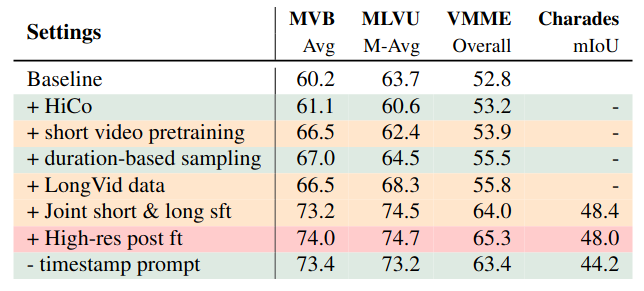 Settings MVB MLVU VMME Charades
Avg M-Avg Overall mIoU
Baseline 60.2 63.7 52.8
+ HiCo 61.1 60.6 53.2 -
+ short video pretraining 66.5 62.4 53.9 -
+ duration-based sampling 67.0 64.5 55.5 -
+ LongVid data 66.5 68.3 55.8 -
+ Joint short & long sft 73.2 74.5 64.0 48.4
+ High-res post ft 74.0 74.7 65.3 48.0
- timestamp prompt 73.4 73.2 63.4 44.2